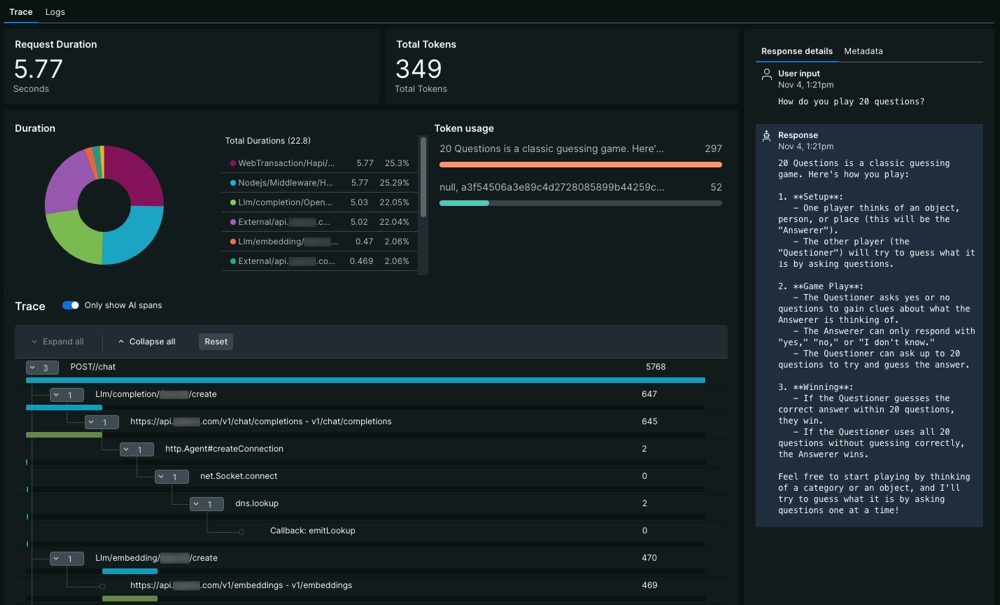 Trace Logs
Request Duration
5.77
Seconds
Total Tokens
349
Total Tokens
Duration
Total Durations (22.8)
WebTransaction/Hapi/... 5.77 25.3%
Nodejs/Middleware/H... 5.77 25.29%
Llm/completion/Open... 5.03 22.05%
External/api. .c... 5.02 22.04%
Llm/embedding/ ... 0.47 2.06%
External/api. .co... 0.469 2.06%
Token usage
20 Questions is a classic guessing game. Here'... 297
null, a3f54506a3e89c4d2728085899b44259c... 52
Trace Only show AI spans
Expand all Collapse all Reset
3 POST//chat 5768
1 Llm/completion/ /create 647
1 https://api. .com/v1/chat/completions - v1/chat/completions 645
1 http.Agent#createConnection 2
1 net.Socket.connect 0
1 dns.lookup 2
Callback: emitLookup 0
1 Llm/embedding/ /create 470
https://api. .com/v1/embeddings - v1/embeddings 469
Response details Metadata
User input
Nov 4, 1:21pm
How do you play 20 questions?
Response
Nov 4, 1:21pm
20 Questions is a classic guessing
game. Here's how you play:
1. **Setup**:
- One player thinks of an object,
person, or place (this will be the
"Answerer").
- The other player (the
"Questioner") will try to guess what it
is by asking questions.
2. **Game Play**:
- The Questioner asks yes or no
questions to gain clues about what the
Answerer is thinking of.
- The Answerer can only respond with
"yes," "no," or "I don't know."
- The Questioner can ask up to 20
questions to try and guess the answer.
3. **Winning**:
- If the Questioner guesses the
correct answer within 20 questions,
they win.
- If the Questioner uses all 20
questions without guessing correctly,
the Answerer wins.
Feel free to start playing by thinking
of a category or an object, and I'll
try to guess what it is by asking
questions one at a time!